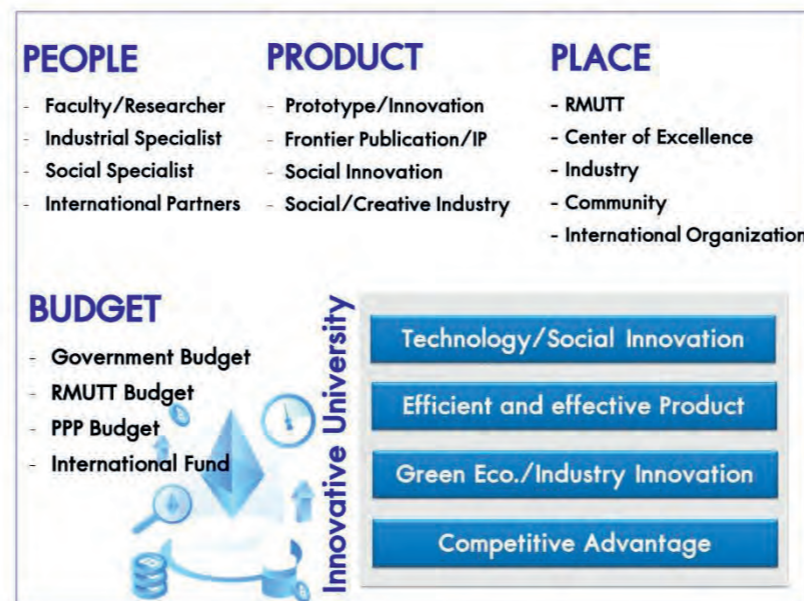 PEOPLE
- Faculty/Researcher
- Industrial Specialist
- Social Specialist
- International Partners
PRODUCT
- Prototype/Innovation
- Frontier Publication/IP
- Social Innovation
- Social/Creative Industry
PLACE
- RMUTT
- Center of Excellence
- Industry
- Community
- International Organization
BUDGET
- Government Budget
- RMUTT Budget
- PPP Budget
- International Fund
Innovative University
Technology/Social Innovation
Efficient and effective Product
Green Eco./Industry Innovation
Competitive Advantage